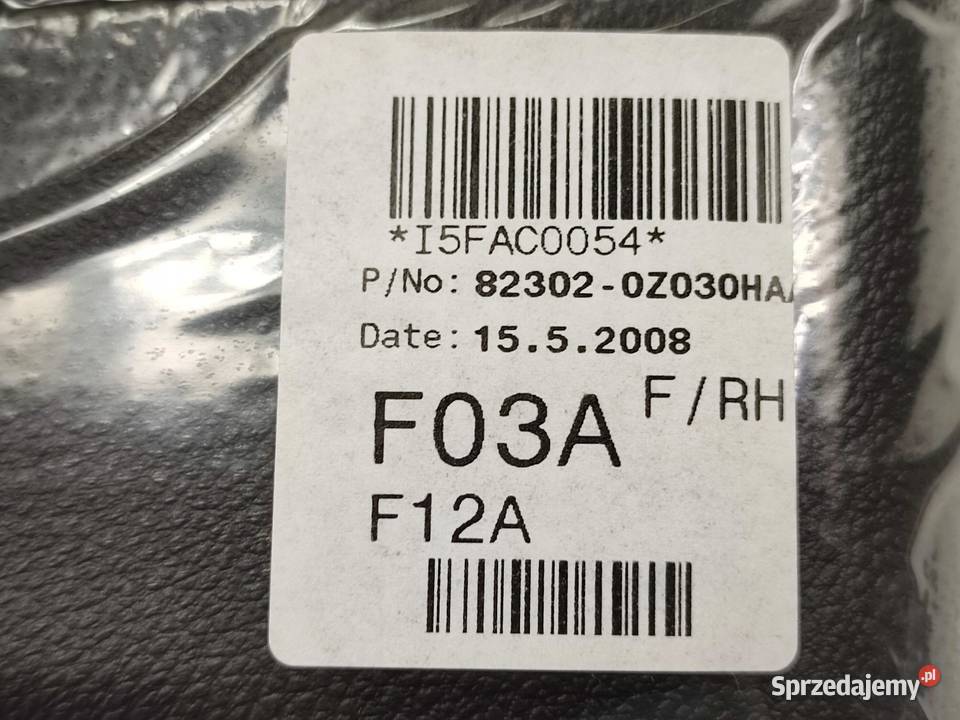 *I5FAC0054*
P/No: 82302-0Z030HA
Date: 15.5.2008
F03A F/RH
F12A
Sprzedajemy.pl